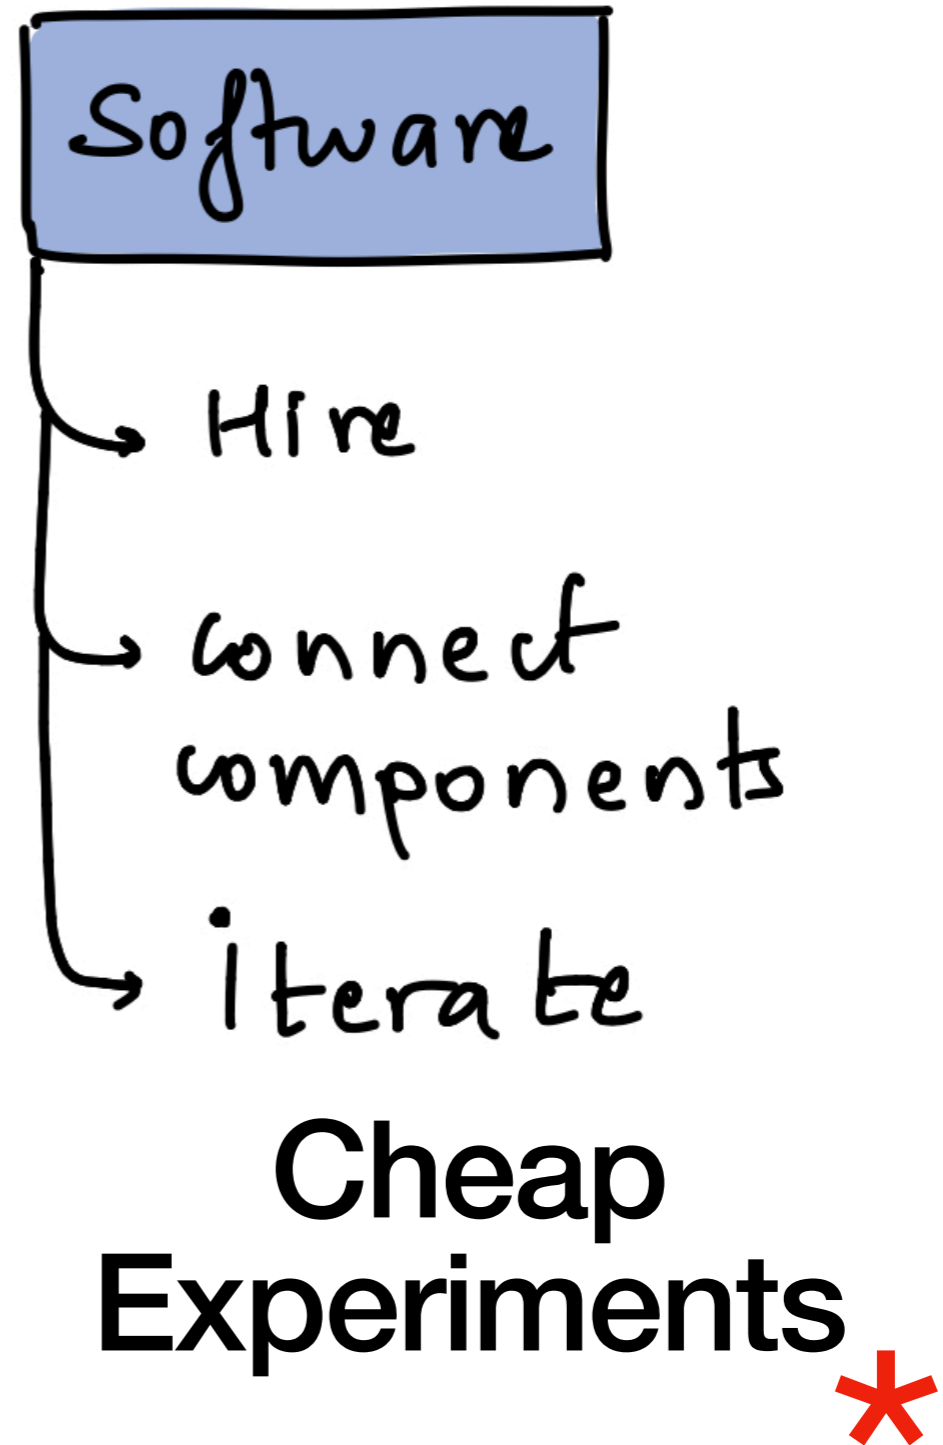 Software
Hire
connect
components
iterate
Cheap
Experiments
*